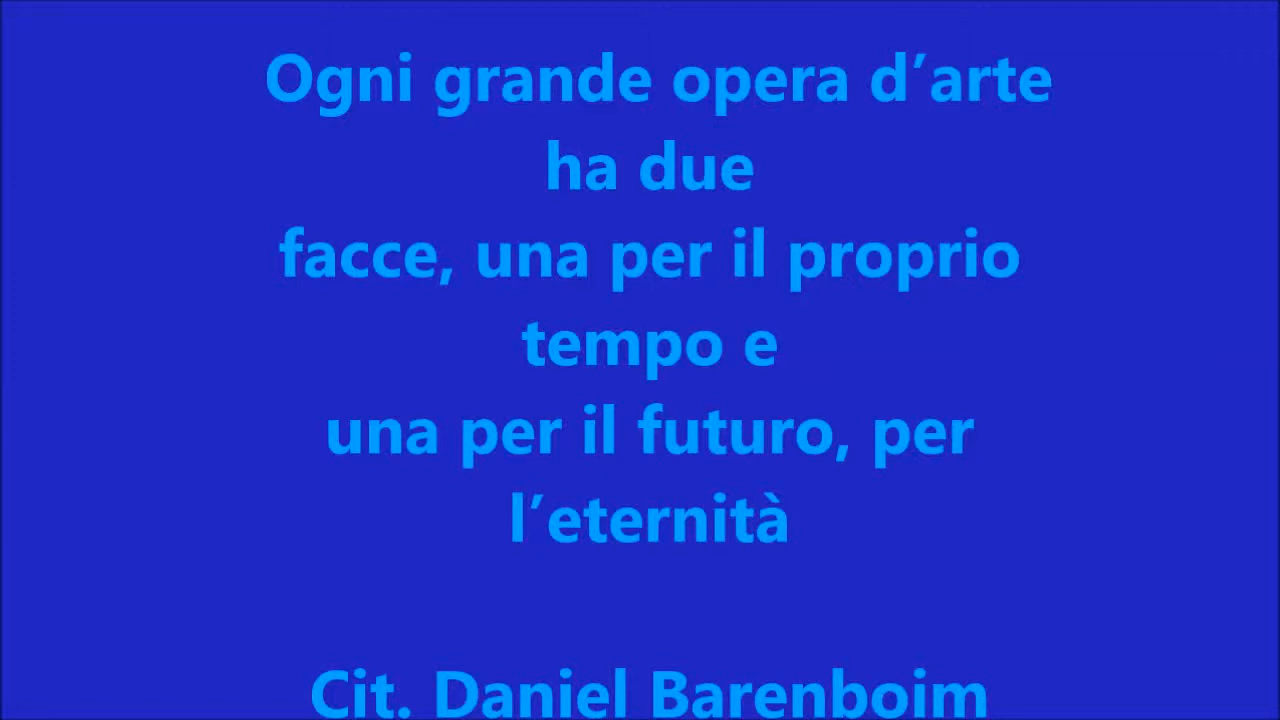 Ogni grande opera d’arte
ha due
facce, una per il proprio
tempo e
una per il futuro, per
l’eternità
Cit. Daniel Barenboim